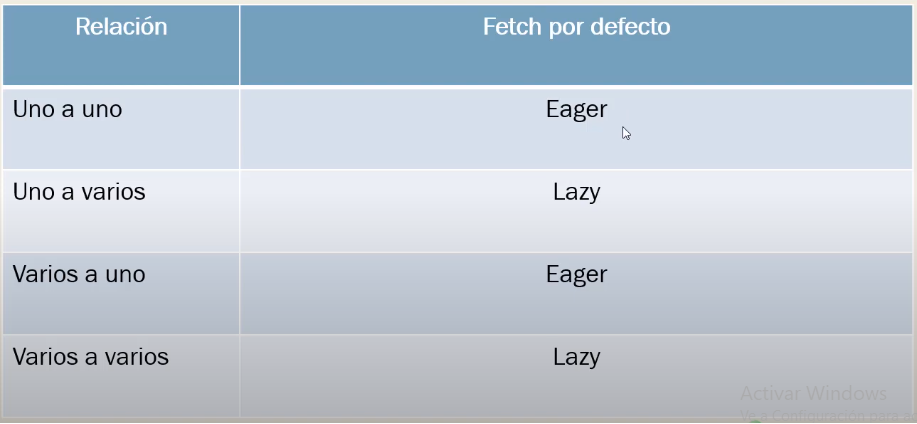 Relación Fetch por defecto
Uno a uno Eager
Uno a varios Lazy
Varios a uno Eager
Varios a varios Lazy
Activar Windows
Ve a Configuración para